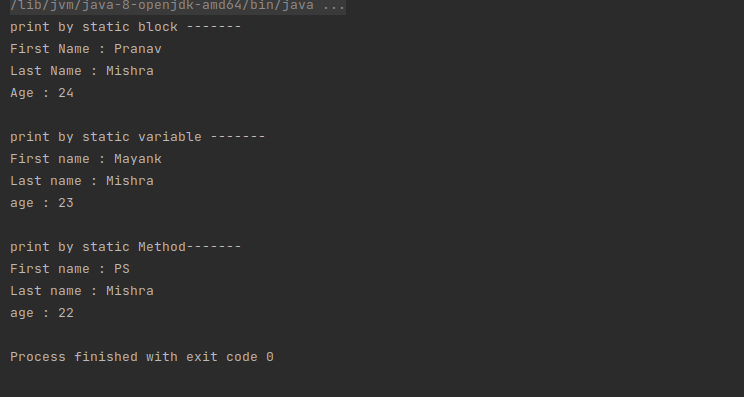 /lib/jvm/java-8-openjdk-amd64/bin/java ...
print by static block -------
First Name : Pranav
Last Name : Mishra
Age : 24
print by static variable -------
First name : Mayank
Last name : Mishra
age : 23
print by static Method-------
First name : PS
Last name : Mishra
age : 22
Process finished with exit code 0